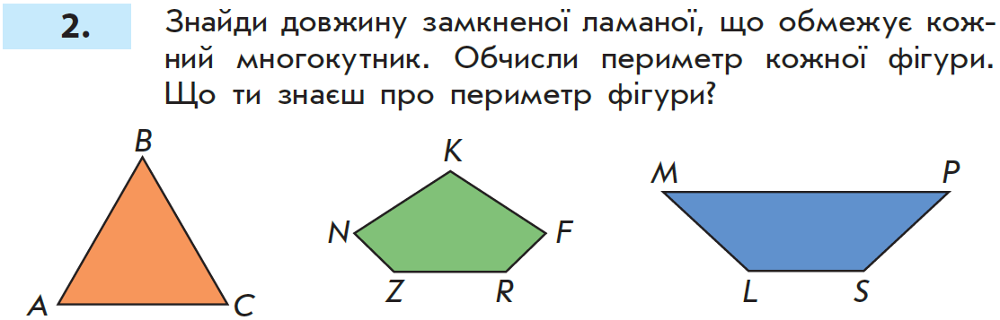 2. Знайди довжину замкненої ламаної, що обмежує кож-
ний многокутник. Обчисли периметр кожної фігури.
Що ти знаєш про периметр фігури?
B
K
M P
N F
A C
Z R
L S